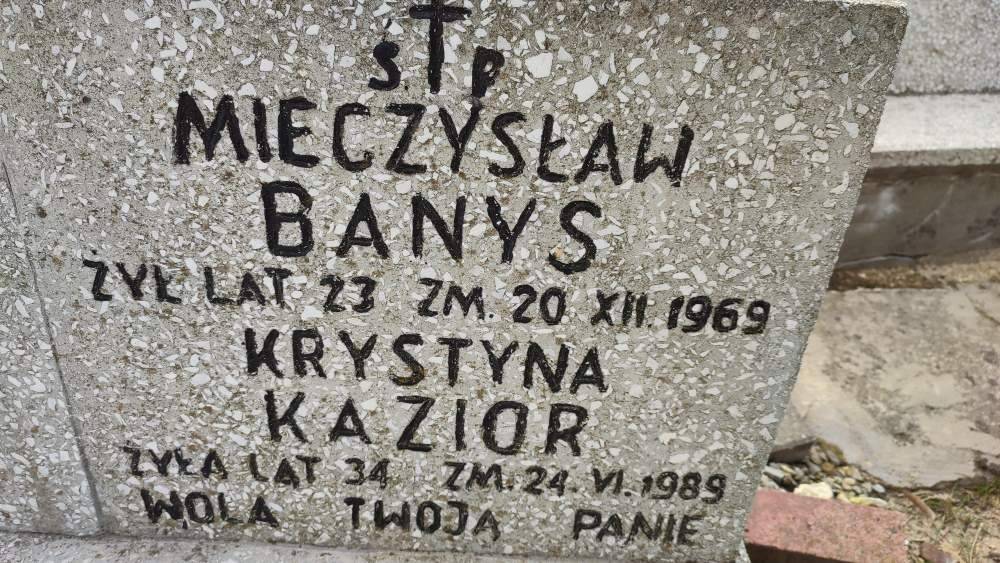 ś p
MIECZYSŁAW
BANYS
ŻYŁ LAT 23 ZM. 20 XII. 1969
KRYSTYNA
KAZIOR
ŻYŁA LAT 34 ZM. 24. VI. 1989
WOLA TWOJA PANIE